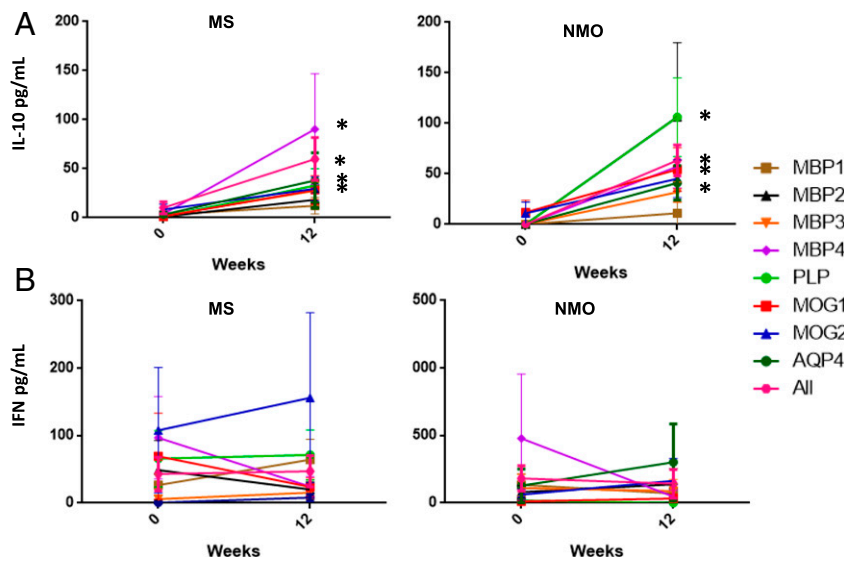 A
MS
NMO
IL-10 pg/mL
200
150
100
50
0
*
*
*
*
0
12
Weeks
200
150
100
50
0
*
*
*
*
0
12
Weeks
MBP1
MBP2
MBP3
MBP4
PLP
MOG1
MOG2
AQP4
All
B
MS
NMO
IFN pg/mL
300
200
100
0
0
12
Weeks
500
000
500
0
0
12
Weeks